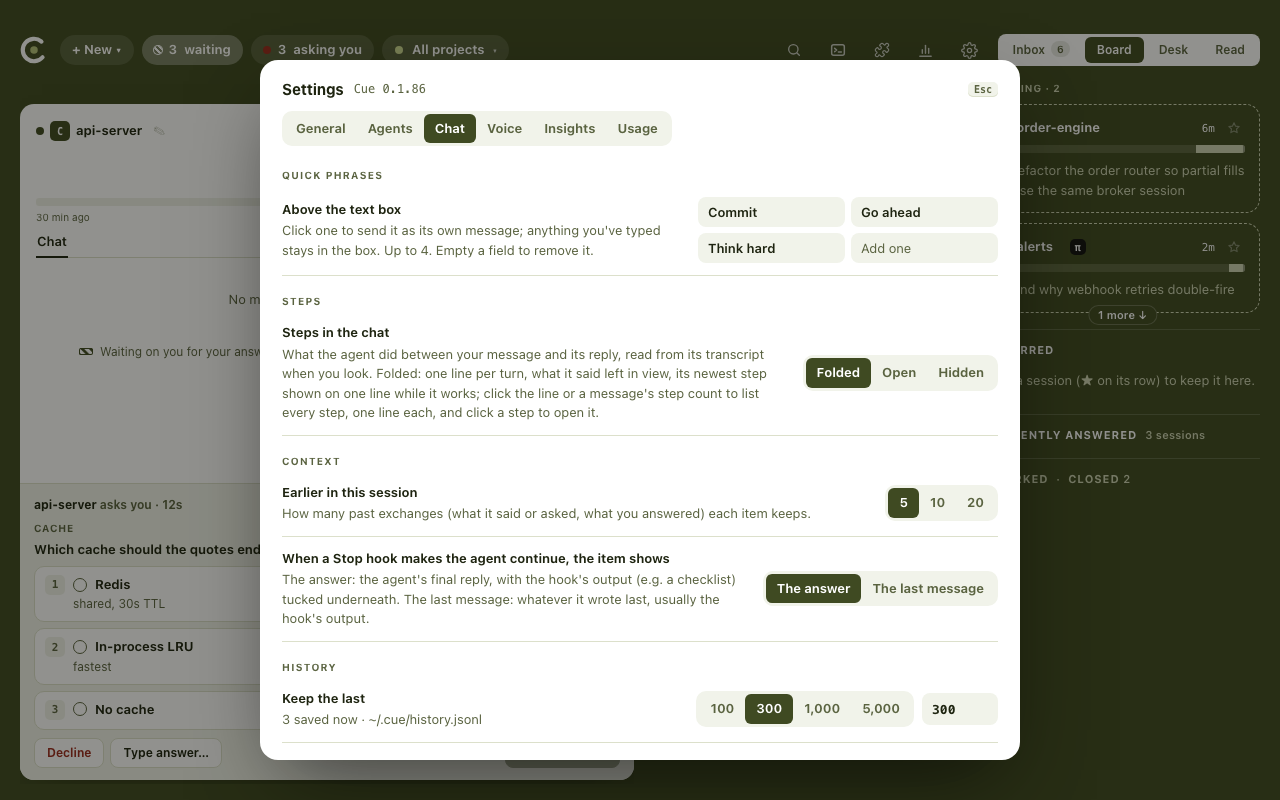 + New ▾
3 waiting
3 asking you
All projects
Inbox 6
Board
Desk
Read
Settings Cue 0.1.86
Esc
General
Agents
Chat
Voice
Insights
Usage
QUICK PHRASES
Above the text box
Click one to send it as its own message; anything you've typed
stays in the box. Up to 4. Empty a field to remove it.
Commit
Go ahead
Think hard
Add one
STEPS
Steps in the chat
What the agent did between your message and its reply, read from its transcript
when you look. Folded: one line per turn, what it said left in view, its newest step
shown on one line while it works; click the line or a message's step count to list
every step, one line each, and click a step to open it.
Folded
Open
Hidden
CONTEXT
Earlier in this session
How many past exchanges (what it said or asked, what you answered) each item keeps.
5
10
20
When a Stop hook makes the agent continue, the item shows
The answer: the agent's final reply, with the hook's output (e.g. a checklist)
tucked underneath. The last message: whatever it wrote last, usually the
hook's output.
The answer
The last message
HISTORY
Keep the last
3 saved now · ~/.cue/history.jsonl
100
300
1,000
5,000
300
C api-server
30 min ago
Chat
No m
Waiting on you for your answ
api-server asks you · 12s
CACHE
Which cache should the quotes end
1 Redis
shared, 30s TTL
2 In-process LRU
fastest
3 No cache
Decline
Type answer...
ING · 2
order-engine
6m
efactor the order router so partial fills
se the same broker session
alerts π
2m
nd why webhook retries double-fire
1 more ↓
RRED
a session (★ on its row) to keep it here.
ENTLY ANSWERED 3 sessions
RKED · CLOSED 2